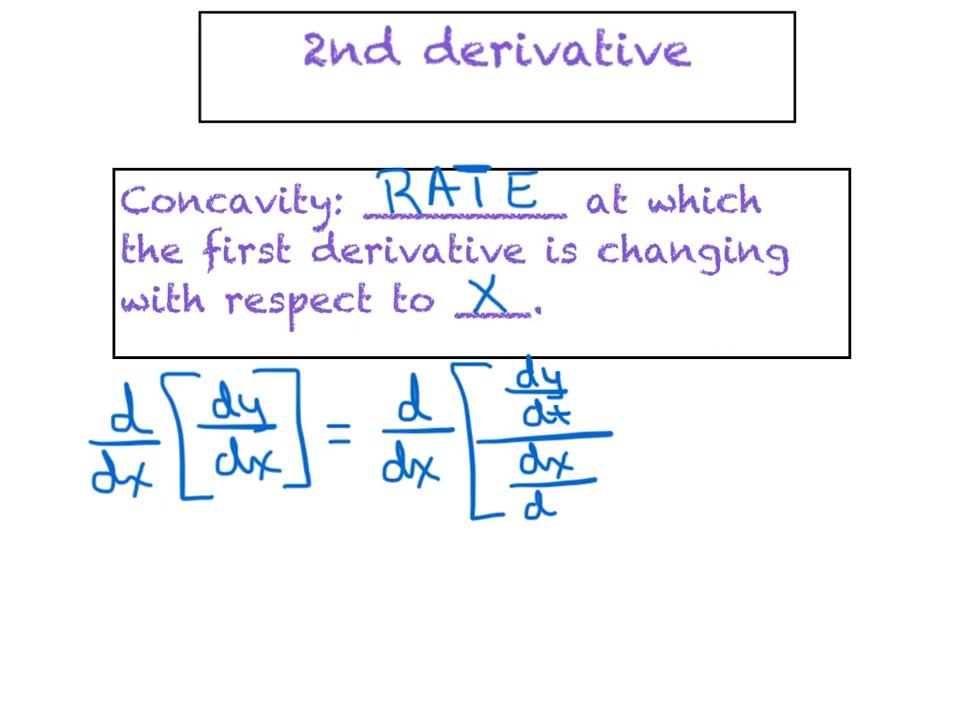 2nd derivative
Concavity: RATE at which
the first derivative is changing
with respect to X.
d/dx [dy/dx] = d/dx [dy/dt / dx/d